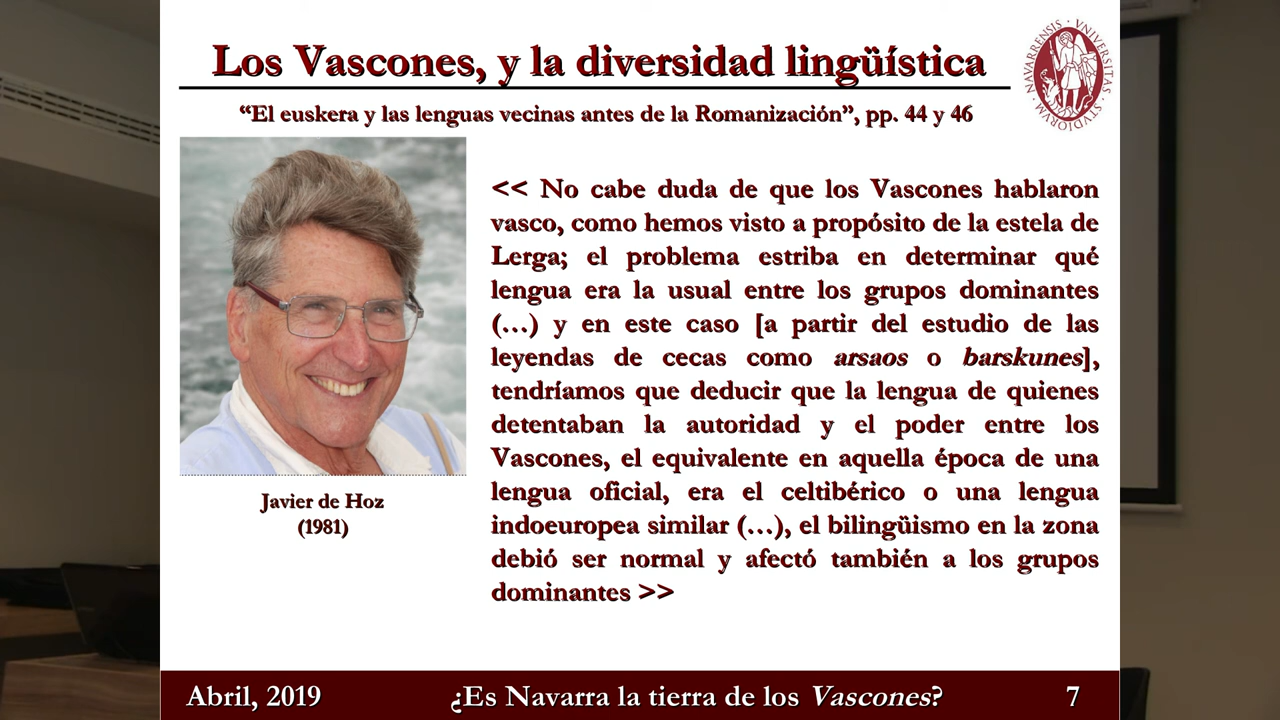 Los Vascones, y la diversidad lingüística
“El euskera y las lenguas vecinas antes de la Romanización”, pp. 44 y 46
NAVARRENSIS · VNIVERSITAS · STVDIORVM
<< No cabe duda de que los Vascones hablaron
vasco, como hemos visto a propósito de la estela de
Lerga; el problema estriba en determinar qué
lengua era la usual entre los grupos dominantes
(…) y en este caso [a partir del estudio de las
leyendas de cecas como arsaos o barskunes],
tendríamos que deducir que la lengua de quienes
detentaban la autoridad y el poder entre los
Vascones, el equivalente en aquella época de una
lengua oficial, era el celtibérico o una lengua
indoeuropea similar (…), el bilingüismo en la zona
debió ser normal y afectó también a los grupos
dominantes >>
Javier de Hoz
(1981)
Abril, 2019 ¿Es Navarra la tierra de los Vascones? 7